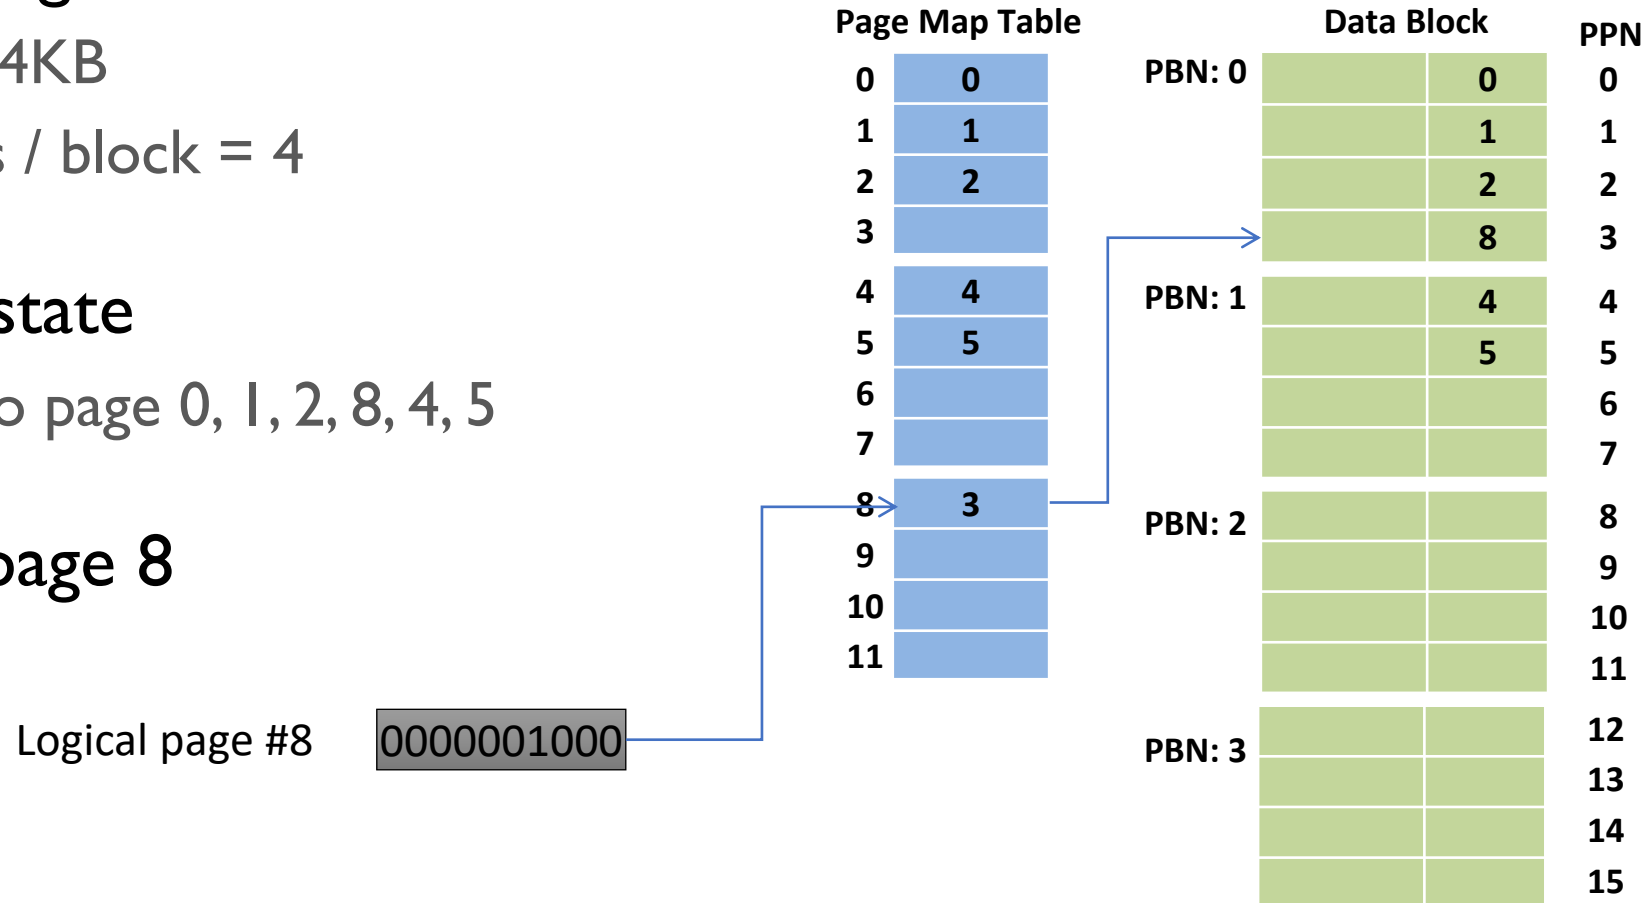 4KB
s / block = 4
state
o page 0, 1, 2, 8, 4, 5
page 8
Logical page #8 0000001000
Page Map Table
0 0
1 1
2 2
3
4 4
5 5
6
7
8 3
9
10
11
Data Block PPN
PBN: 0 0 0
1 1
2 2
8 3
PBN: 1 4 4
5 5
6
7
PBN: 2 8
9
10
11
PBN: 3 12
13
14
15